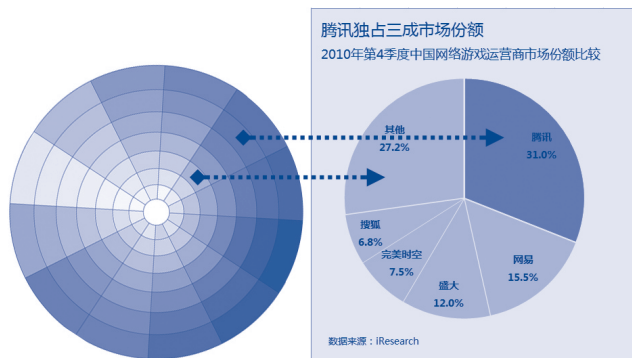 腾讯独占三成市场份额
2010年第4季度中国网络游戏运营商市场份额比较
其他
27.2%
腾讯
31.0%
搜狐
6.8%
完美时空
7.5%
盛大
12.0%
网易
15.5%
数据来源：iResearch